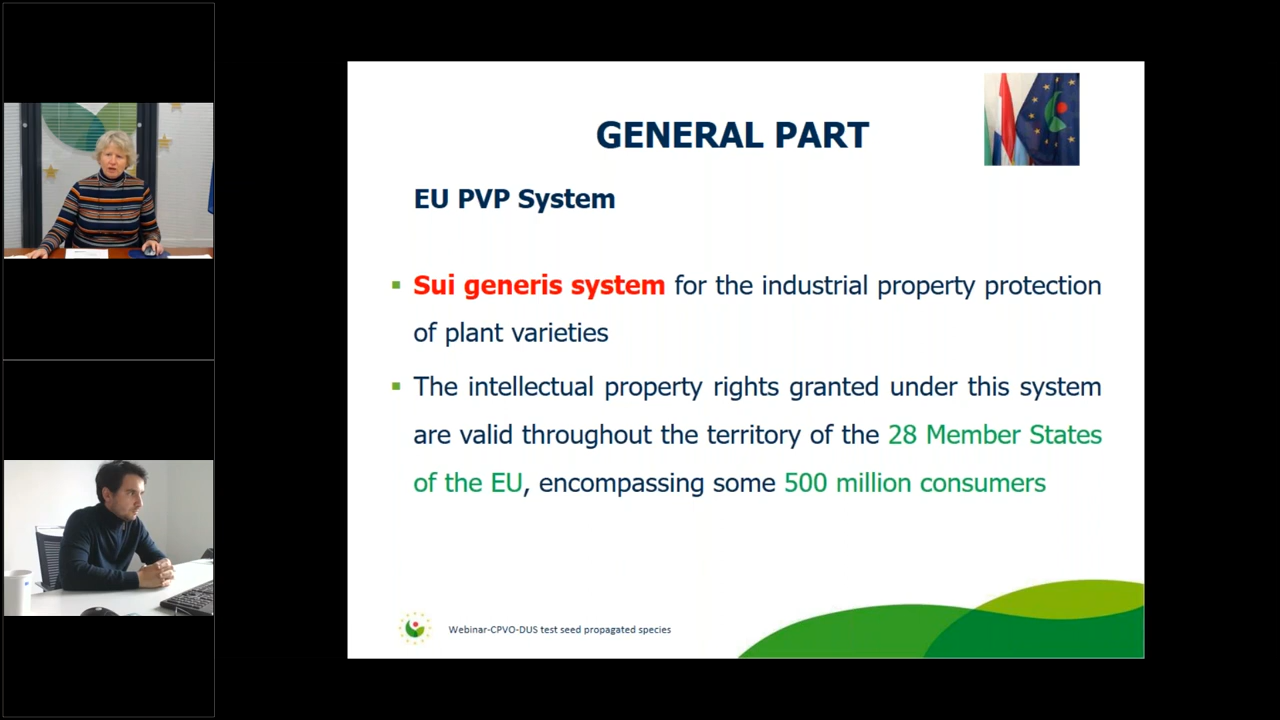 GENERAL PART
EU PVP System
Sui generis system for the industrial property protection
of plant varieties
The intellectual property rights granted under this system
are valid throughout the territory of the 28 Member States
of the EU, encompassing some 500 million consumers
Webinar-CPVO-DUS test seed propagated species